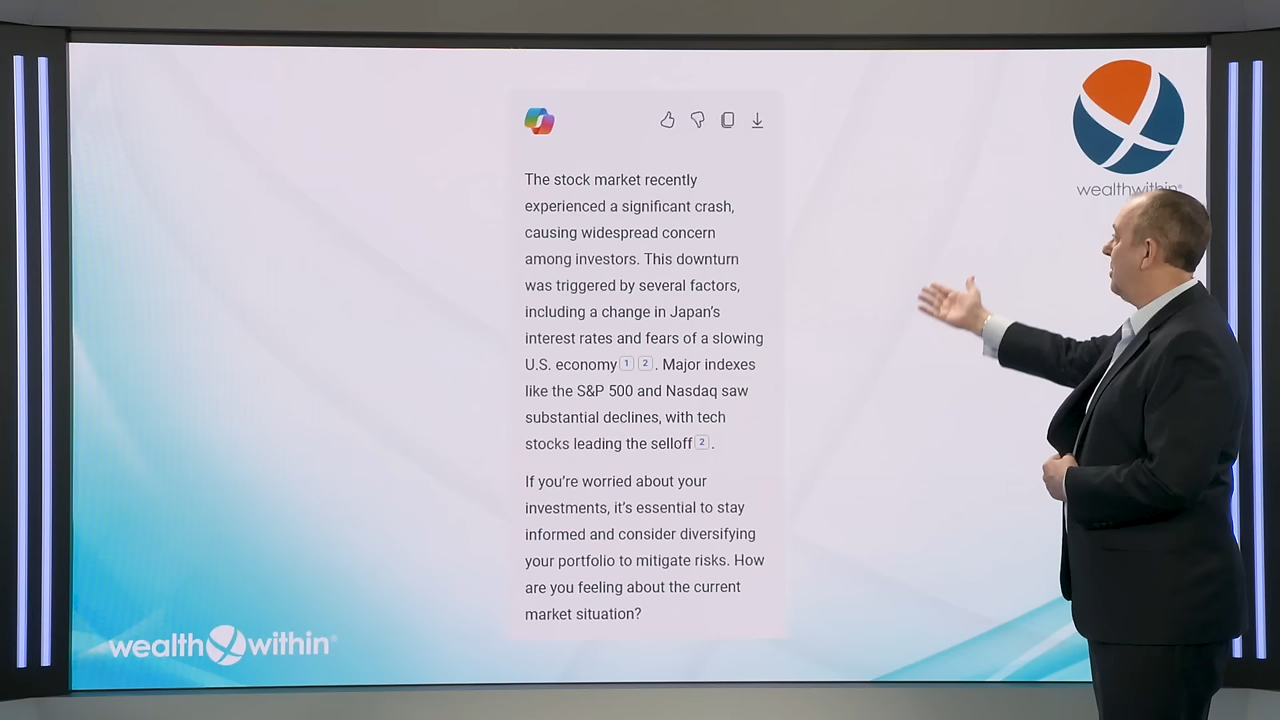 The stock market recently
experienced a significant crash,
causing widespread concern
among investors. This downturn
was triggered by several factors,
including a change in Japan's
interest rates and fears of a slowing
U.S. economy 1 2. Major indexes
like the S&P 500 and Nasdaq saw
substantial declines, with tech
stocks leading the selloff 2.
If you're worried about your
investments, it's essential to stay
informed and consider diversifying
your portfolio to mitigate risks. How
are you feeling about the current
market situation?
wealthwithin®
wealth within®